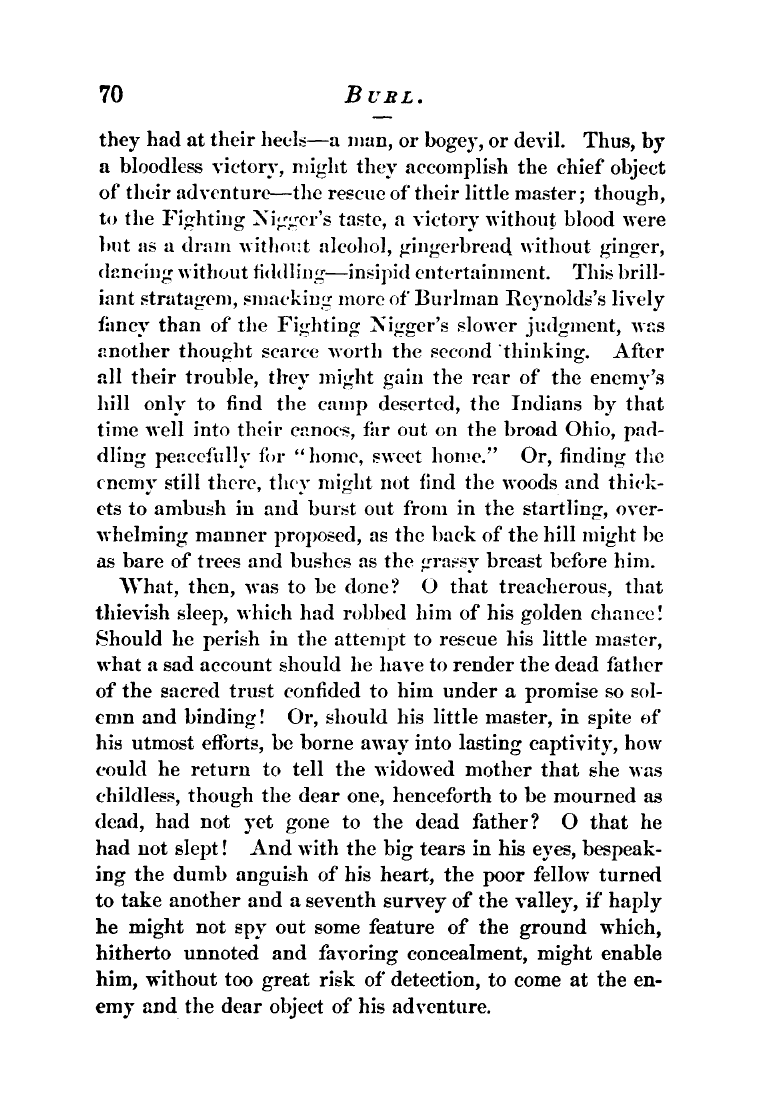 70 BURL.
they had at their heels—a man, or bogey, or devil. Thus, by
a bloodless victory, might they accomplish the chief object
of their adventure—the rescue of their little master; though,
to the Fighting Nigger's taste, a victory without blood were
but as a dram without alcohol, gingerbread without ginger,
dancing without fiddling—insipid entertainment. This brill-
iant stratagem, smacking more of Burlman Reynolds's lively
fancy than of the Fighting Nigger's slower judgment, was
another thought scarce worth the second thinking. After
all their trouble, they might gain the rear of the enemy's
hill only to find the camp deserted, the Indians by that
time well into their canoes, far out on the broad Ohio, pad-
dling peacefully for "home, sweet home." Or, finding the
enemy still there, they might not find the woods and thick-
ets to ambush in and burst out from in the startling, over-
whelming manner proposed, as the back of the hill might be
as bare of trees and bushes as the grassy breast before him.
What, then, was to be done? O that treacherous, that
thievish sleep, which had robbed him of his golden chance!
Should he perish in the attempt to rescue his little master,
what a sad account should he have to render the dead father
of the sacred trust confided to him under a promise so sol-
emn and binding! Or, should his little master, in spite of
his utmost efforts, be borne away into lasting captivity, how
could he return to tell the widowed mother that she was
childless, though the dear one, henceforth to be mourned as
dead, had not yet gone to the dead father? O that he
had not slept! And with the big tears in his eyes, bespeak-
ing the dumb anguish of his heart, the poor fellow turned
to take another and a seventh survey of the valley, if haply
he might not spy out some feature of the ground which,
hitherto unnoted and favoring concealment, might enable
him, without too great risk of detection, to come at the en-
emy and the dear object of his adventure.